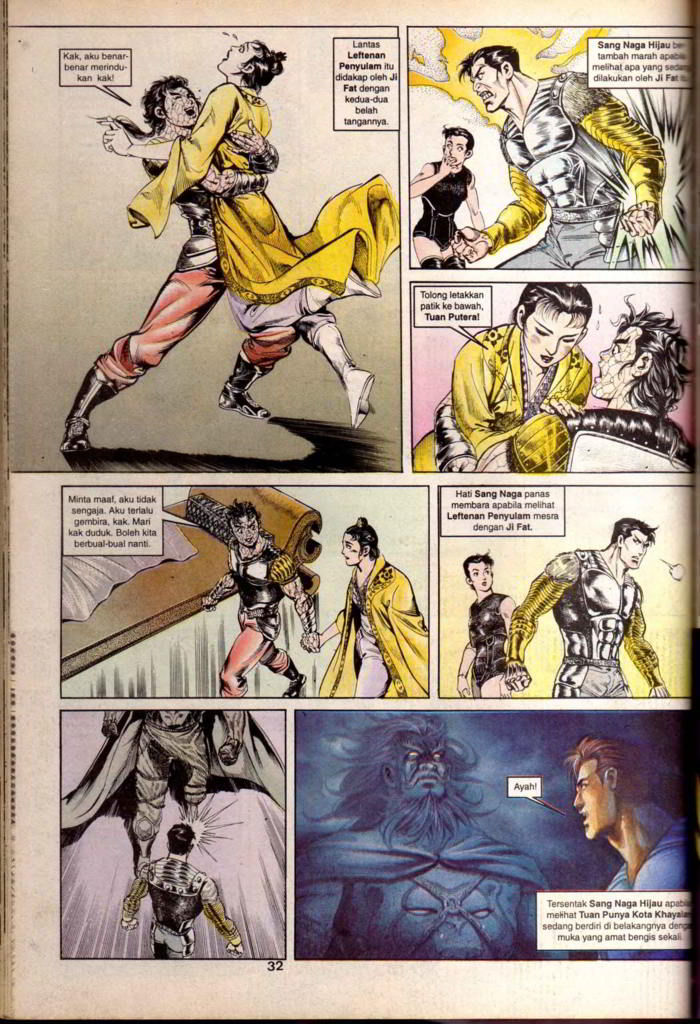 Kak, aku benar-
benar merindu-
kan kak!
Lantas
Leftenan
Penyulam itu
didakap oleh Ji
Fat dengan
kedua-dua
belah
tangannya.
Sang Naga Hijau
tambah marah apabila
melihat apa yang sedang
dilakukan oleh Ji Fat
Tolong letakkan
patik ke bawah,
Tuan Putera!
Minta maaf, aku tidak
sengaja. Aku terlalu
gembira, kak. Mari
kak duduk. Boleh kita
berbual-bual nanti.
Hati Sang Naga panas
membara apabila melihat
Leftenan Penyulam mesra
dengan Ji Fat.
Ayah!
Tersentak Sang Naga Hijau apabila
melihat Tuan Punya Kota Khayalan
sedang berdiri di belakangnya dengan
muka yang amat bengis sekali.
32